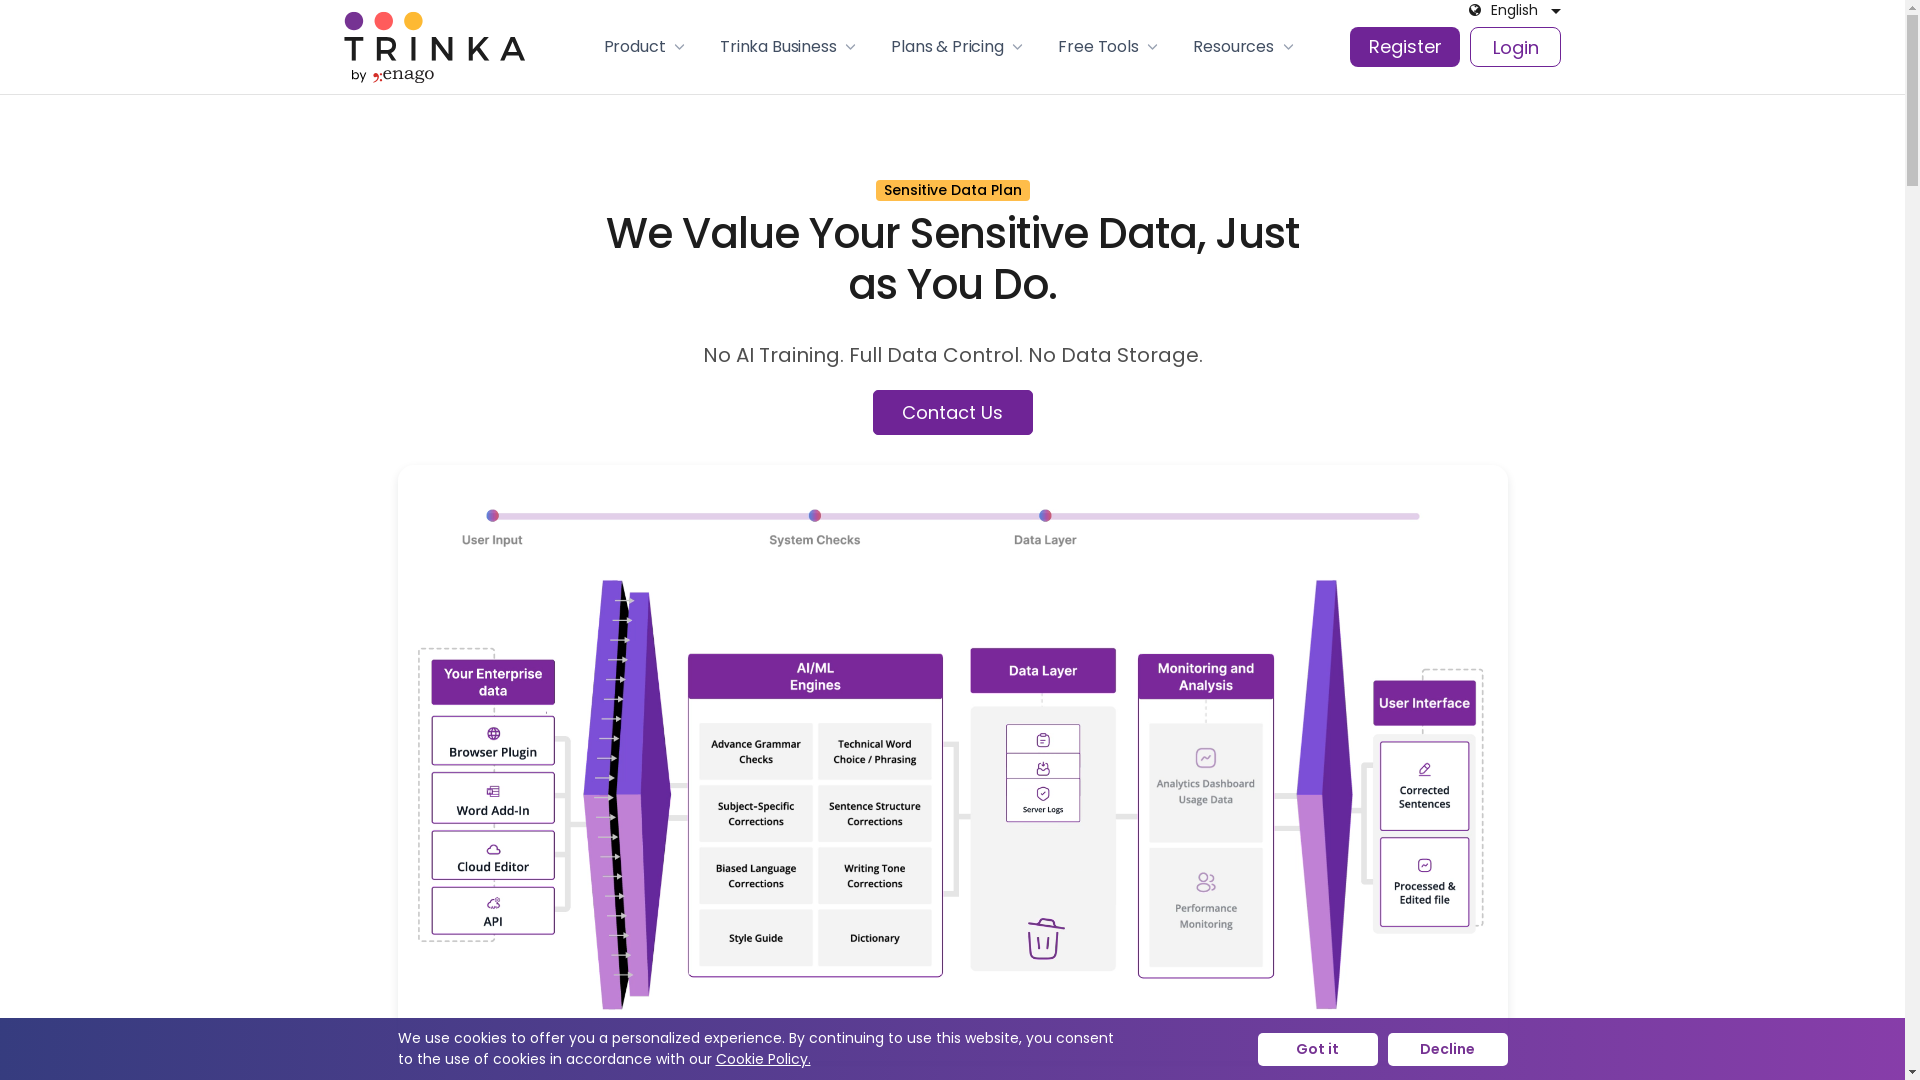 English
TRINKA
by enago
Product
Trinka Business
Plans & Pricing
Free Tools
Resources
Register
Login
Sensitive Data Plan
We Value Your Sensitive Data, Just
as You Do.
No AI Training. Full Data Control. No Data Storage.
Contact Us
User Input
System Checks
Data Layer
Your Enterprise
data
Browser Plugin
Word Add-In
Cloud Editor
API
AI/ML
Engines
Advance Grammar
Checks
Technical Word
Choice / Phrasing
Subject-Specific
Corrections
Sentence Structure
Corrections
Biased Language
Corrections
Writing Tone
Corrections
Style Guide
Dictionary
Data Layer
Server Logs
Monitoring and
Analysis
Analytics Dashboard
Usage Data
Performance
Monitoring
User Interface
Corrected
Sentences
Processed &
Edited file
We use cookies to offer you a personalized experience. By continuing to use this website, you consent
to the use of cookies in accordance with our Cookie Policy.
Got it
Decline